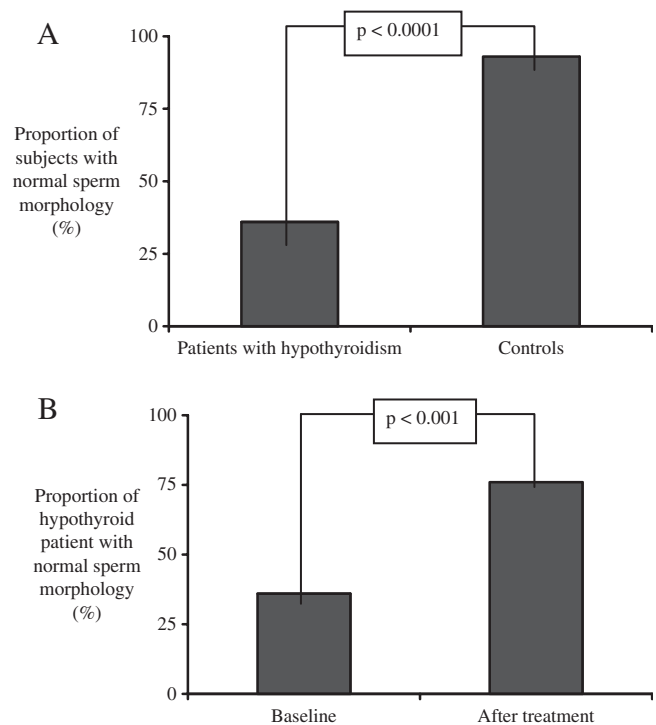 A
p < 0.0001
Proportion of
subjects with
normal sperm
morphology
(%)
100
75
50
25
0
Patients with hypothyroidism
Controls
B
p < 0.001
Proportion of
hypothyroid
patient with
normal sperm
morphology
(%)
100
75
50
25
0
Baseline
After treatment